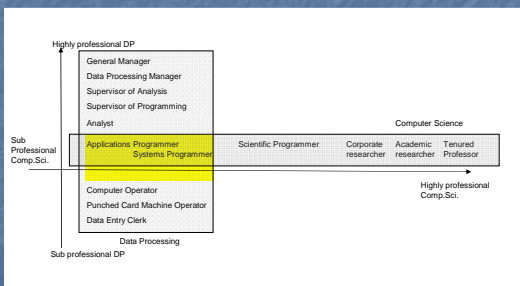 Highly professional DP
General Manager
Data Processing Manager
Supervisor of Analysis
Supervisor of Programming
Analyst
Computer Science
Sub
Professional
Comp.Sci.
Applications Programmer
Systems Programmer
Scientific Programmer
Corporate
researcher
Academic
researcher
Tenured
Professor
Computer Operator
Punched Card Machine Operator
Data Entry Clerk
Highly professional
Comp.Sci.
Data Processing
Sub professional DP